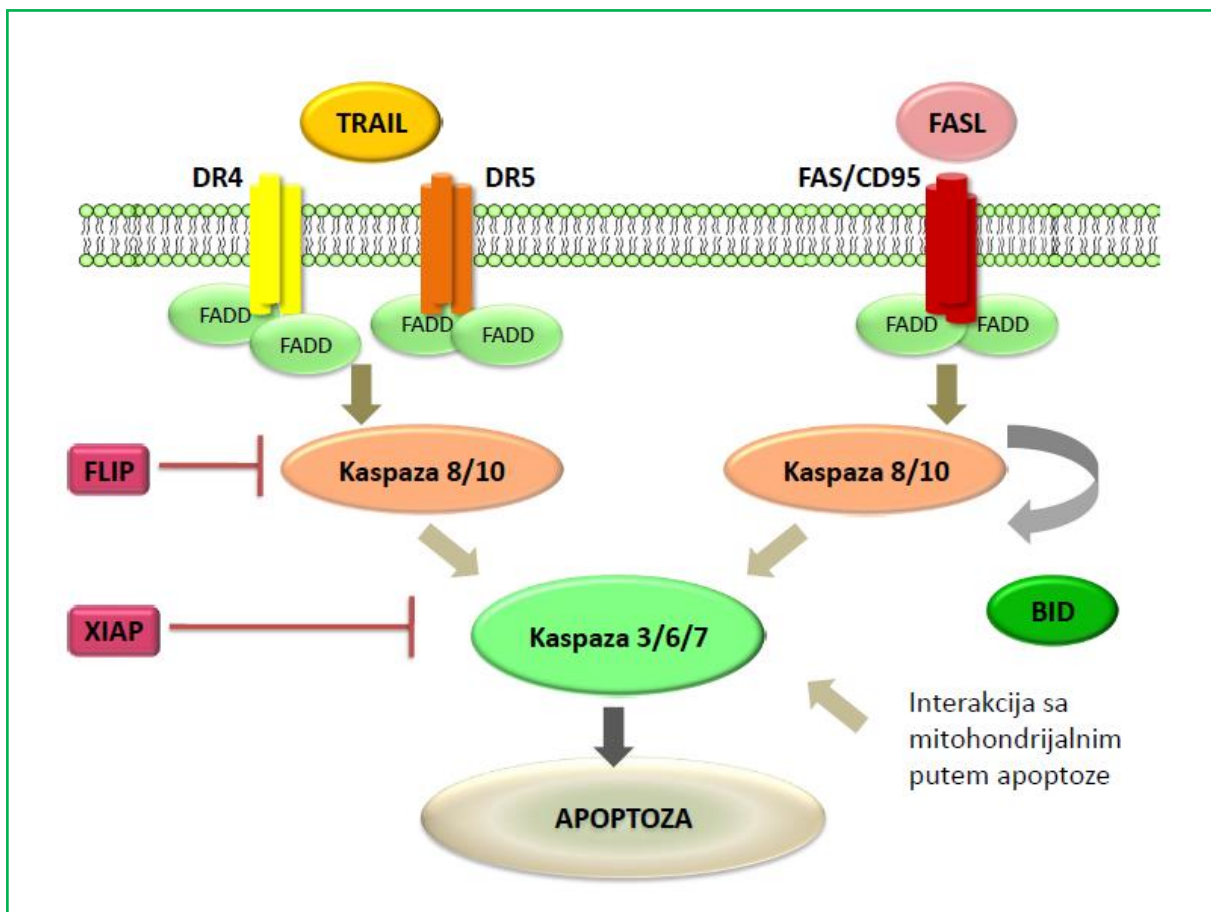 TRAIL
FASL
DR4
DR5
FAS/CD95
FADD
FADD
FADD
FADD
FADD
FADD
FLIP
Kaspaza 8/10
Kaspaza 8/10
XIAP
Kaspaza 3/6/7
BID
Interakcija sa
mitohondrijalnim
putem apoptoze
APOPTOZA